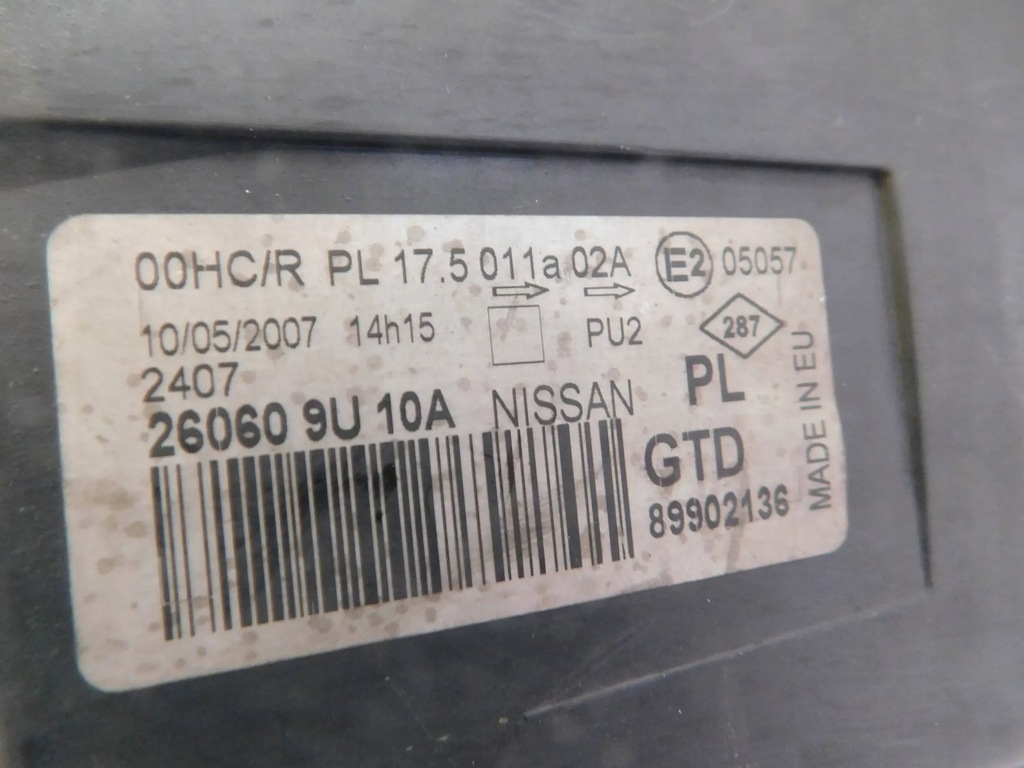 00HC/R PL 17.5 011a 02A E2 05057
10/05/2007 14h15 PU2 287
2407 PL
26060 9U 10A NISSAN
GTD
89902136
MADE IN EU